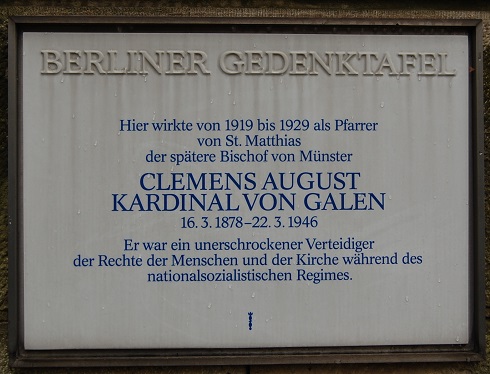 BERLINER GEDENKTAFEL
Hier wirkte von 1919 bis 1929 als Pfarrer
von St. Matthias
der spätere Bischof von Münster
CLEMENS AUGUST
KARDINAL VON GALEN
16. 3. 1878–22. 3. 1946
Er war ein unerschrockener Verteidiger
der Rechte der Menschen und der Kirche während des
nationalsozialistischen Regimes.